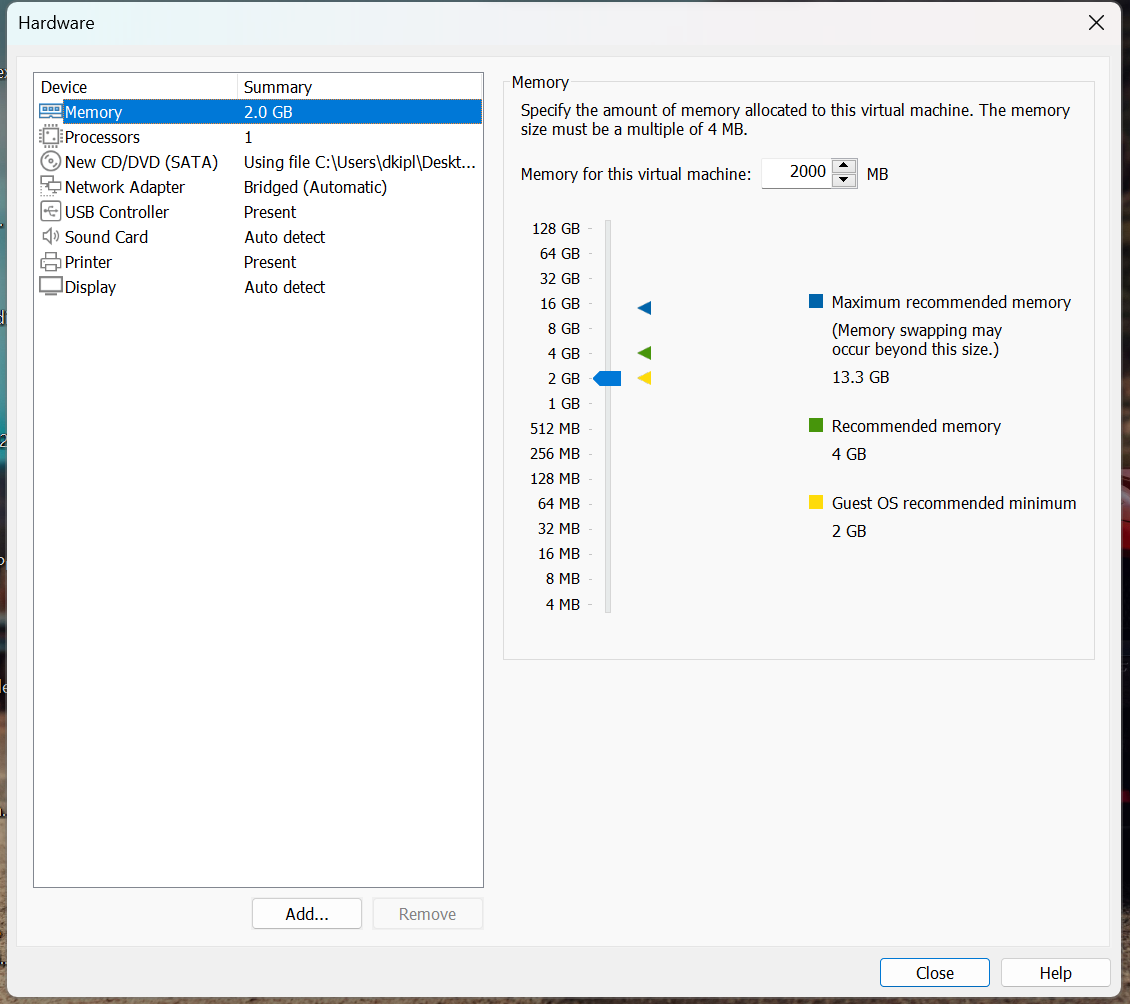 Hardware
Device Summary
Memory 2.0 GB
Processors 1
New CD/DVD (SATA) Using file C:\Users\dkipl\Deskt...
Network Adapter Bridged (Automatic)
USB Controller Present
Sound Card Auto detect
Printer Present
Display Auto detect
Add...
Remove
Memory
Specify the amount of memory allocated to this virtual machine. The memory
size must be a multiple of 4 MB.
Memory for this virtual machine: 2000 MB
128 GB
64 GB
32 GB
16 GB
8 GB
4 GB
2 GB
1 GB
512 MB
256 MB
128 MB
64 MB
32 MB
16 MB
8 MB
4 MB
Maximum recommended memory
(Memory swapping may
occur beyond this size.)
13.3 GB
Recommended memory
4 GB
Guest OS recommended minimum
2 GB
Close
Help